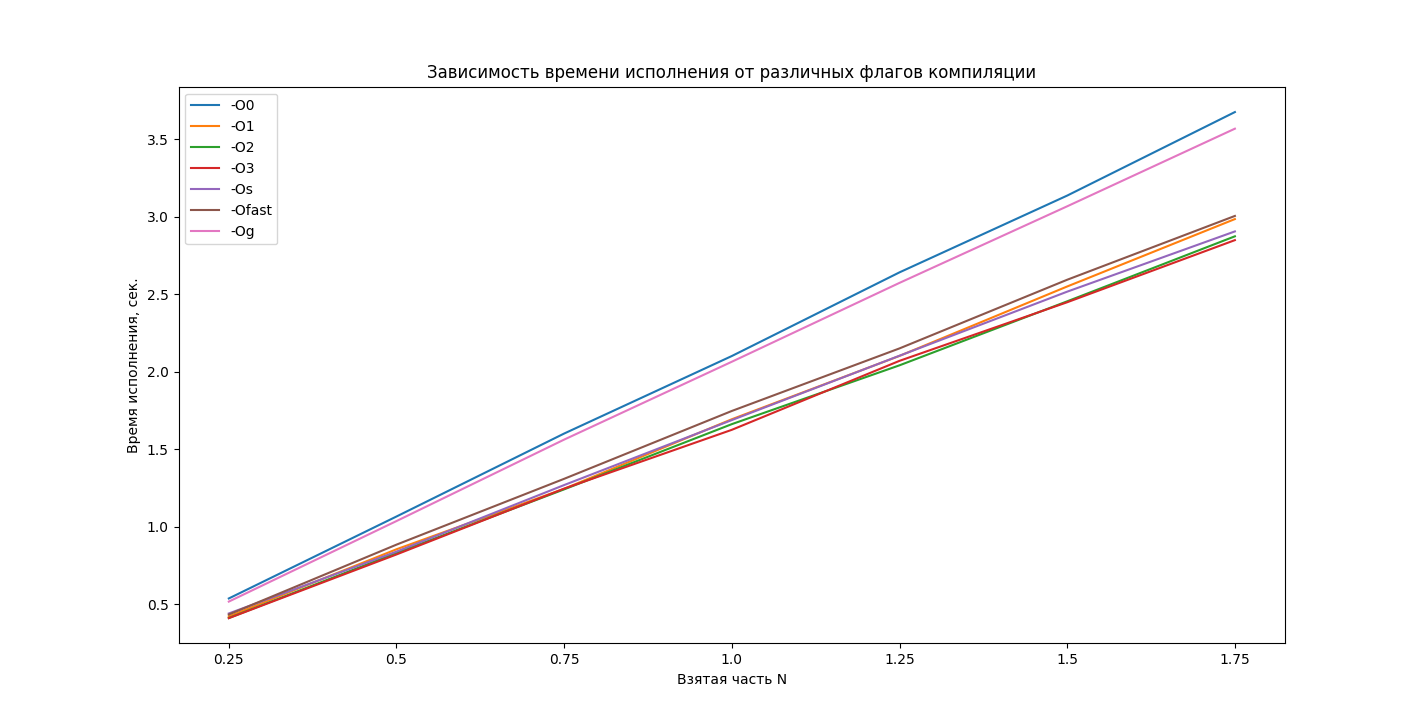 Зависимость времени исполнения от различных флагов компиляции
-O0
-O1
-O2
-O3
-Os
-Ofast
-Og
Время исполнения, сек.
3.5
3.0
2.5
2.0
1.5
1.0
0.5
0.25 0.5 0.75 1.0 1.25 1.5 1.75
Взятая часть N